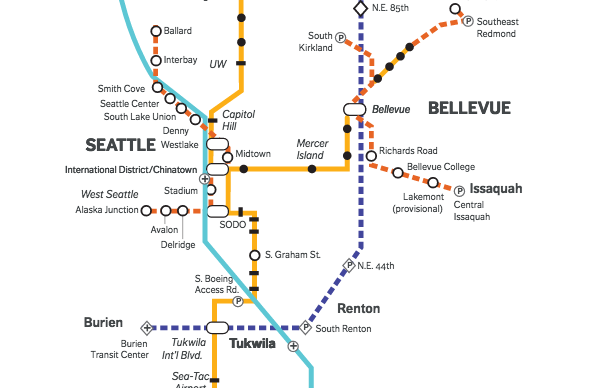 N.E. 85th
Southeast
Redmond
P
South
Kirkland
P
Ballard
Interbay
UW
Smith Cove
Seattle Center
South Lake Union
Denny
Capitol
Hill
Bellevue
BELLEVUE
SEATTLE
Westlake
Midtown
Mercer
Island
Richards Road
Bellevue College
International District/Chinatown
Lakemont
(provisional)
P
Issaquah
Central
Issaquah
West Seattle
Stadium
Alaska Junction
Avalon
Delridge
SODO
S. Graham St.
P
N.E. 44th
S. Boeing
Access Rd.
P
Renton
Burien
P
South Renton
Burien
Transit Center
Tukwila
Int'l Blvd.
Tukwila
Sea-Tac
Airport